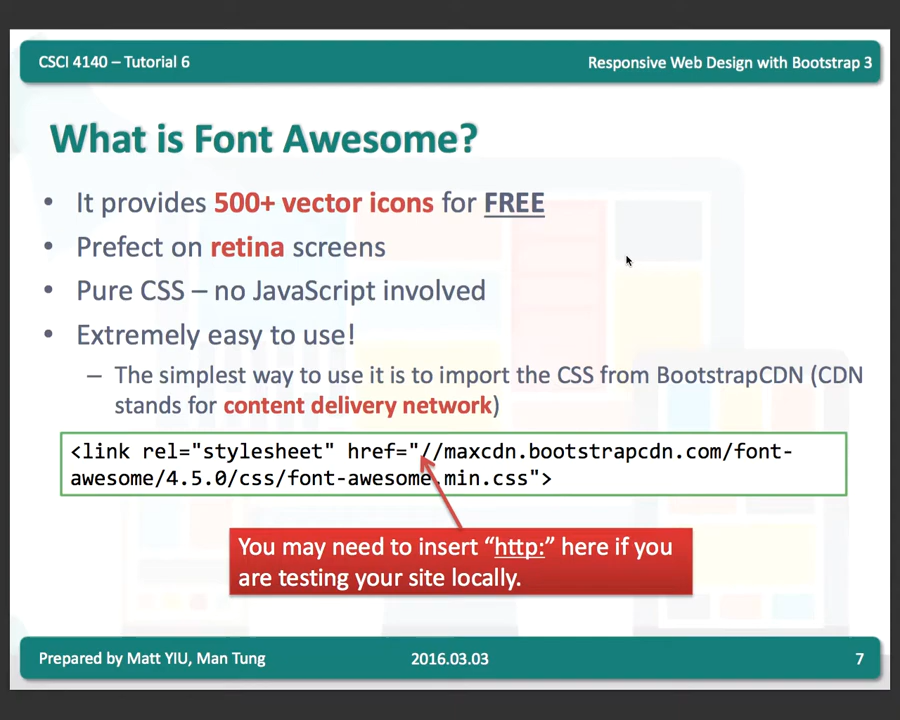 CSCI 4140 – Tutorial 6
Responsive Web Design with Bootstrap 3
What is Font Awesome?
• It provides 500+ vector icons for FREE
• Prefect on retina screens
• Pure CSS – no JavaScript involved
• Extremely easy to use!
– The simplest way to use it is to import the CSS from BootstrapCDN (CDN
stands for content delivery network)
<link rel="stylesheet" href="//maxcdn.bootstrapcdn.com/font-
awesome/4.5.0/css/font-awesome.min.css">
You may need to insert “http:” here if you
are testing your site locally.
Prepared by Matt YIU, Man Tung
2016.03.03
7